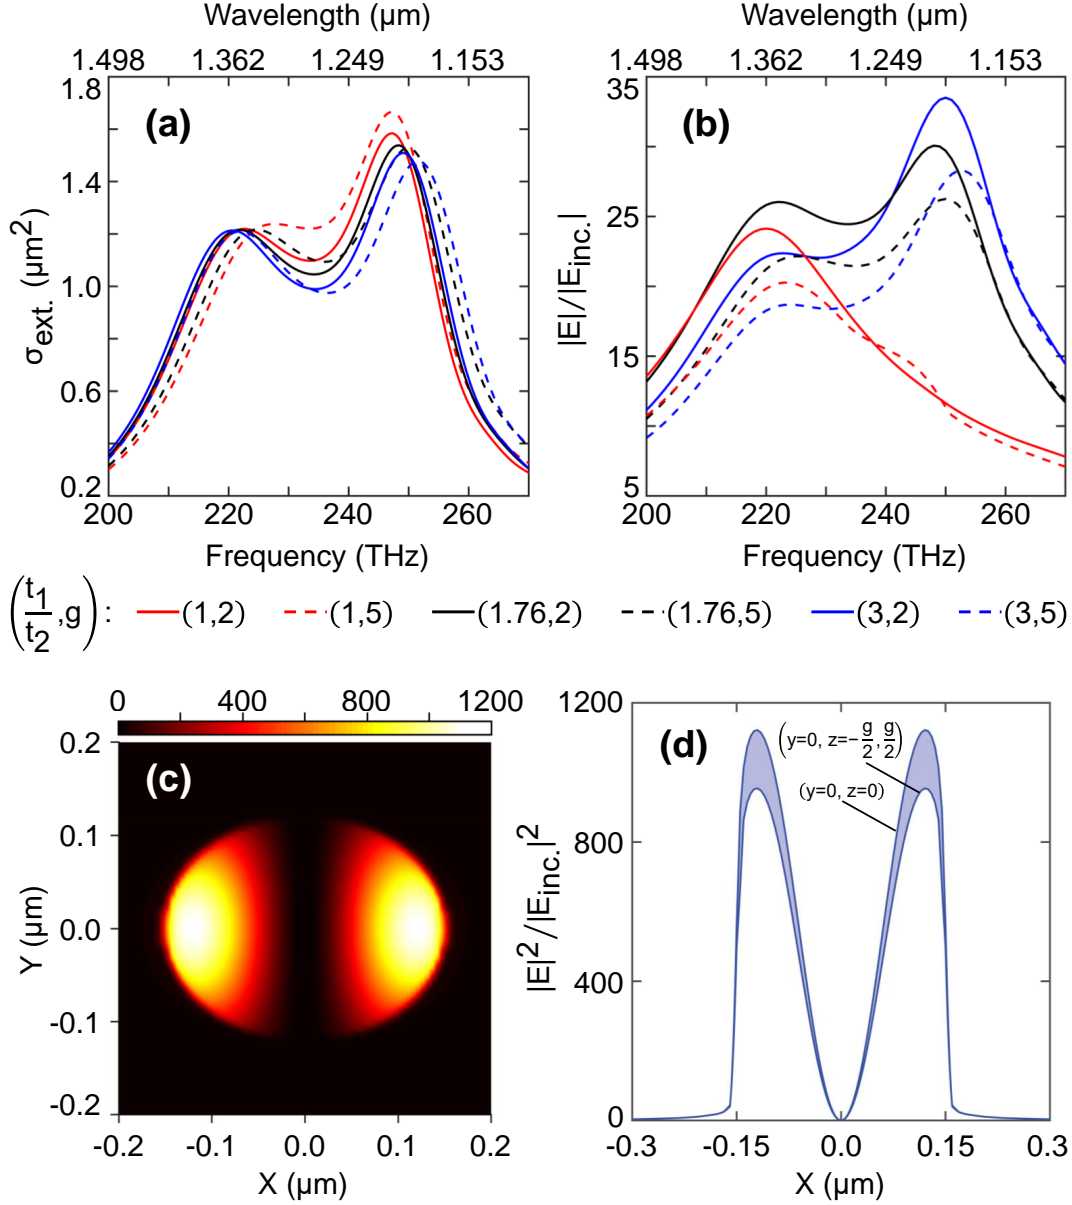 Wavelength (µm)
1.498 1.362 1.249 1.153
1.8
1.4
1.0
0.6
0.2
(a)
σext. (µm²)
200 220 240 260
Frequency (THz)
Wavelength (µm)
1.498 1.362 1.249 1.153
35
25
15
5
(b)
|E|/|Einc.|
200 220 240 260
Frequency (THz)
(t1/t2,g): (1,2) (1,5) (1.76,2) (1.76,5) (3,2) (3,5)
0 400 800 1200
0.2
0.1
0.0
-0.1
-0.2
(c)
Y (µm)
-0.2 -0.1 0.0 0.1 0.2
X (µm)
1200
800
400
0
(d)
(y=0, z=-g/2,g/2)
(y=0, z=0)
|E|²/|Einc.|²
-0.3 -0.15 0.0 0.15 0.3
X (µm)